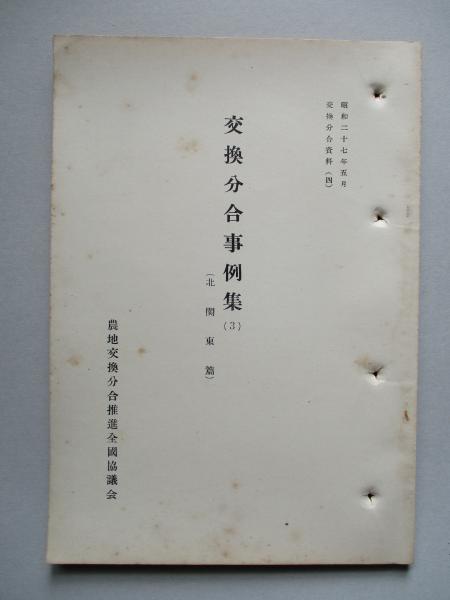 昭和二十七年五月
交換分合資料(四)
交換分合事例集(3)
(北関東篇)
農地交換分合推進全國協議会